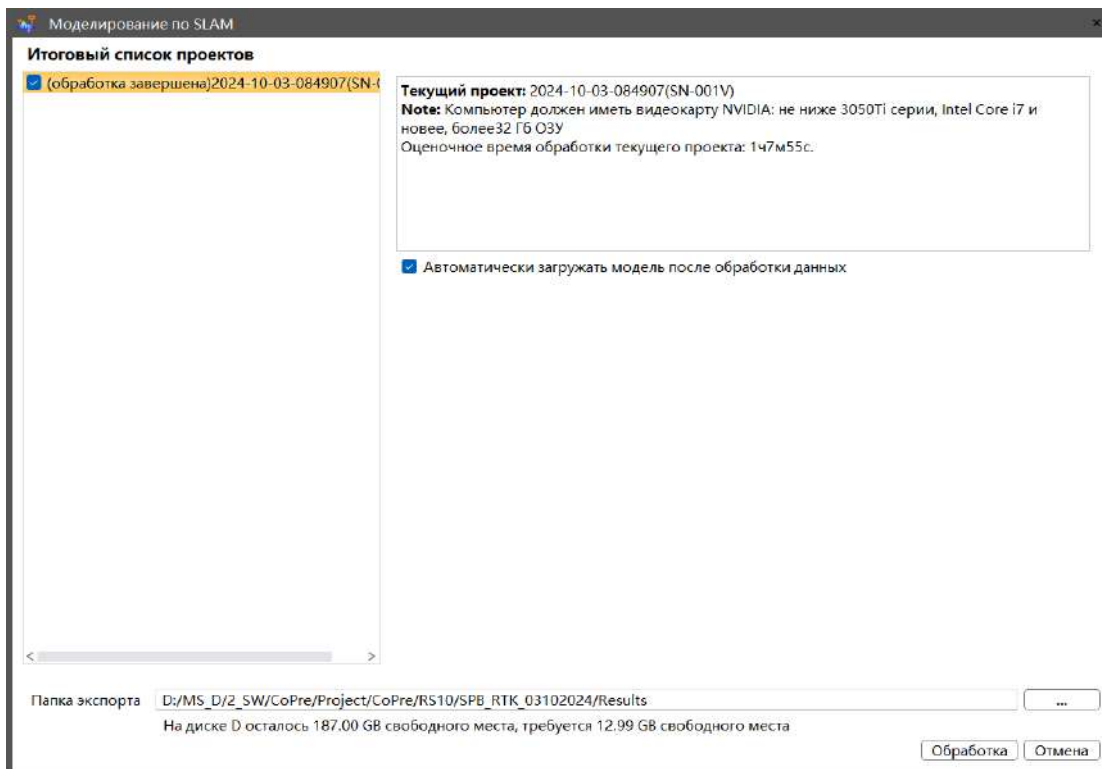 Моделирование по SLAM
Итоговый список проектов
(обработка завершена)2024-10-03-084907(SN-0
Текущий проект: 2024-10-03-084907(SN-001V)
Note: Компьютер должен иметь видеокарту NVIDIA: не ниже 3050Ti серии, Intel Core i7 и
новее, более32 Гб ОЗУ
Оценочное время обработки текущего проекта: 1ч7м55с.
Автоматически загружать модель после обработки данных
Папка экспорта D:/MS_D/2_SW/CoPre/Project/CoPre/RS10/SPB_RTK_03102024/Results ...
На диске D осталось 187.00 GB свободного места, требуется 12.99 GB свободного места
Обработка Отмена